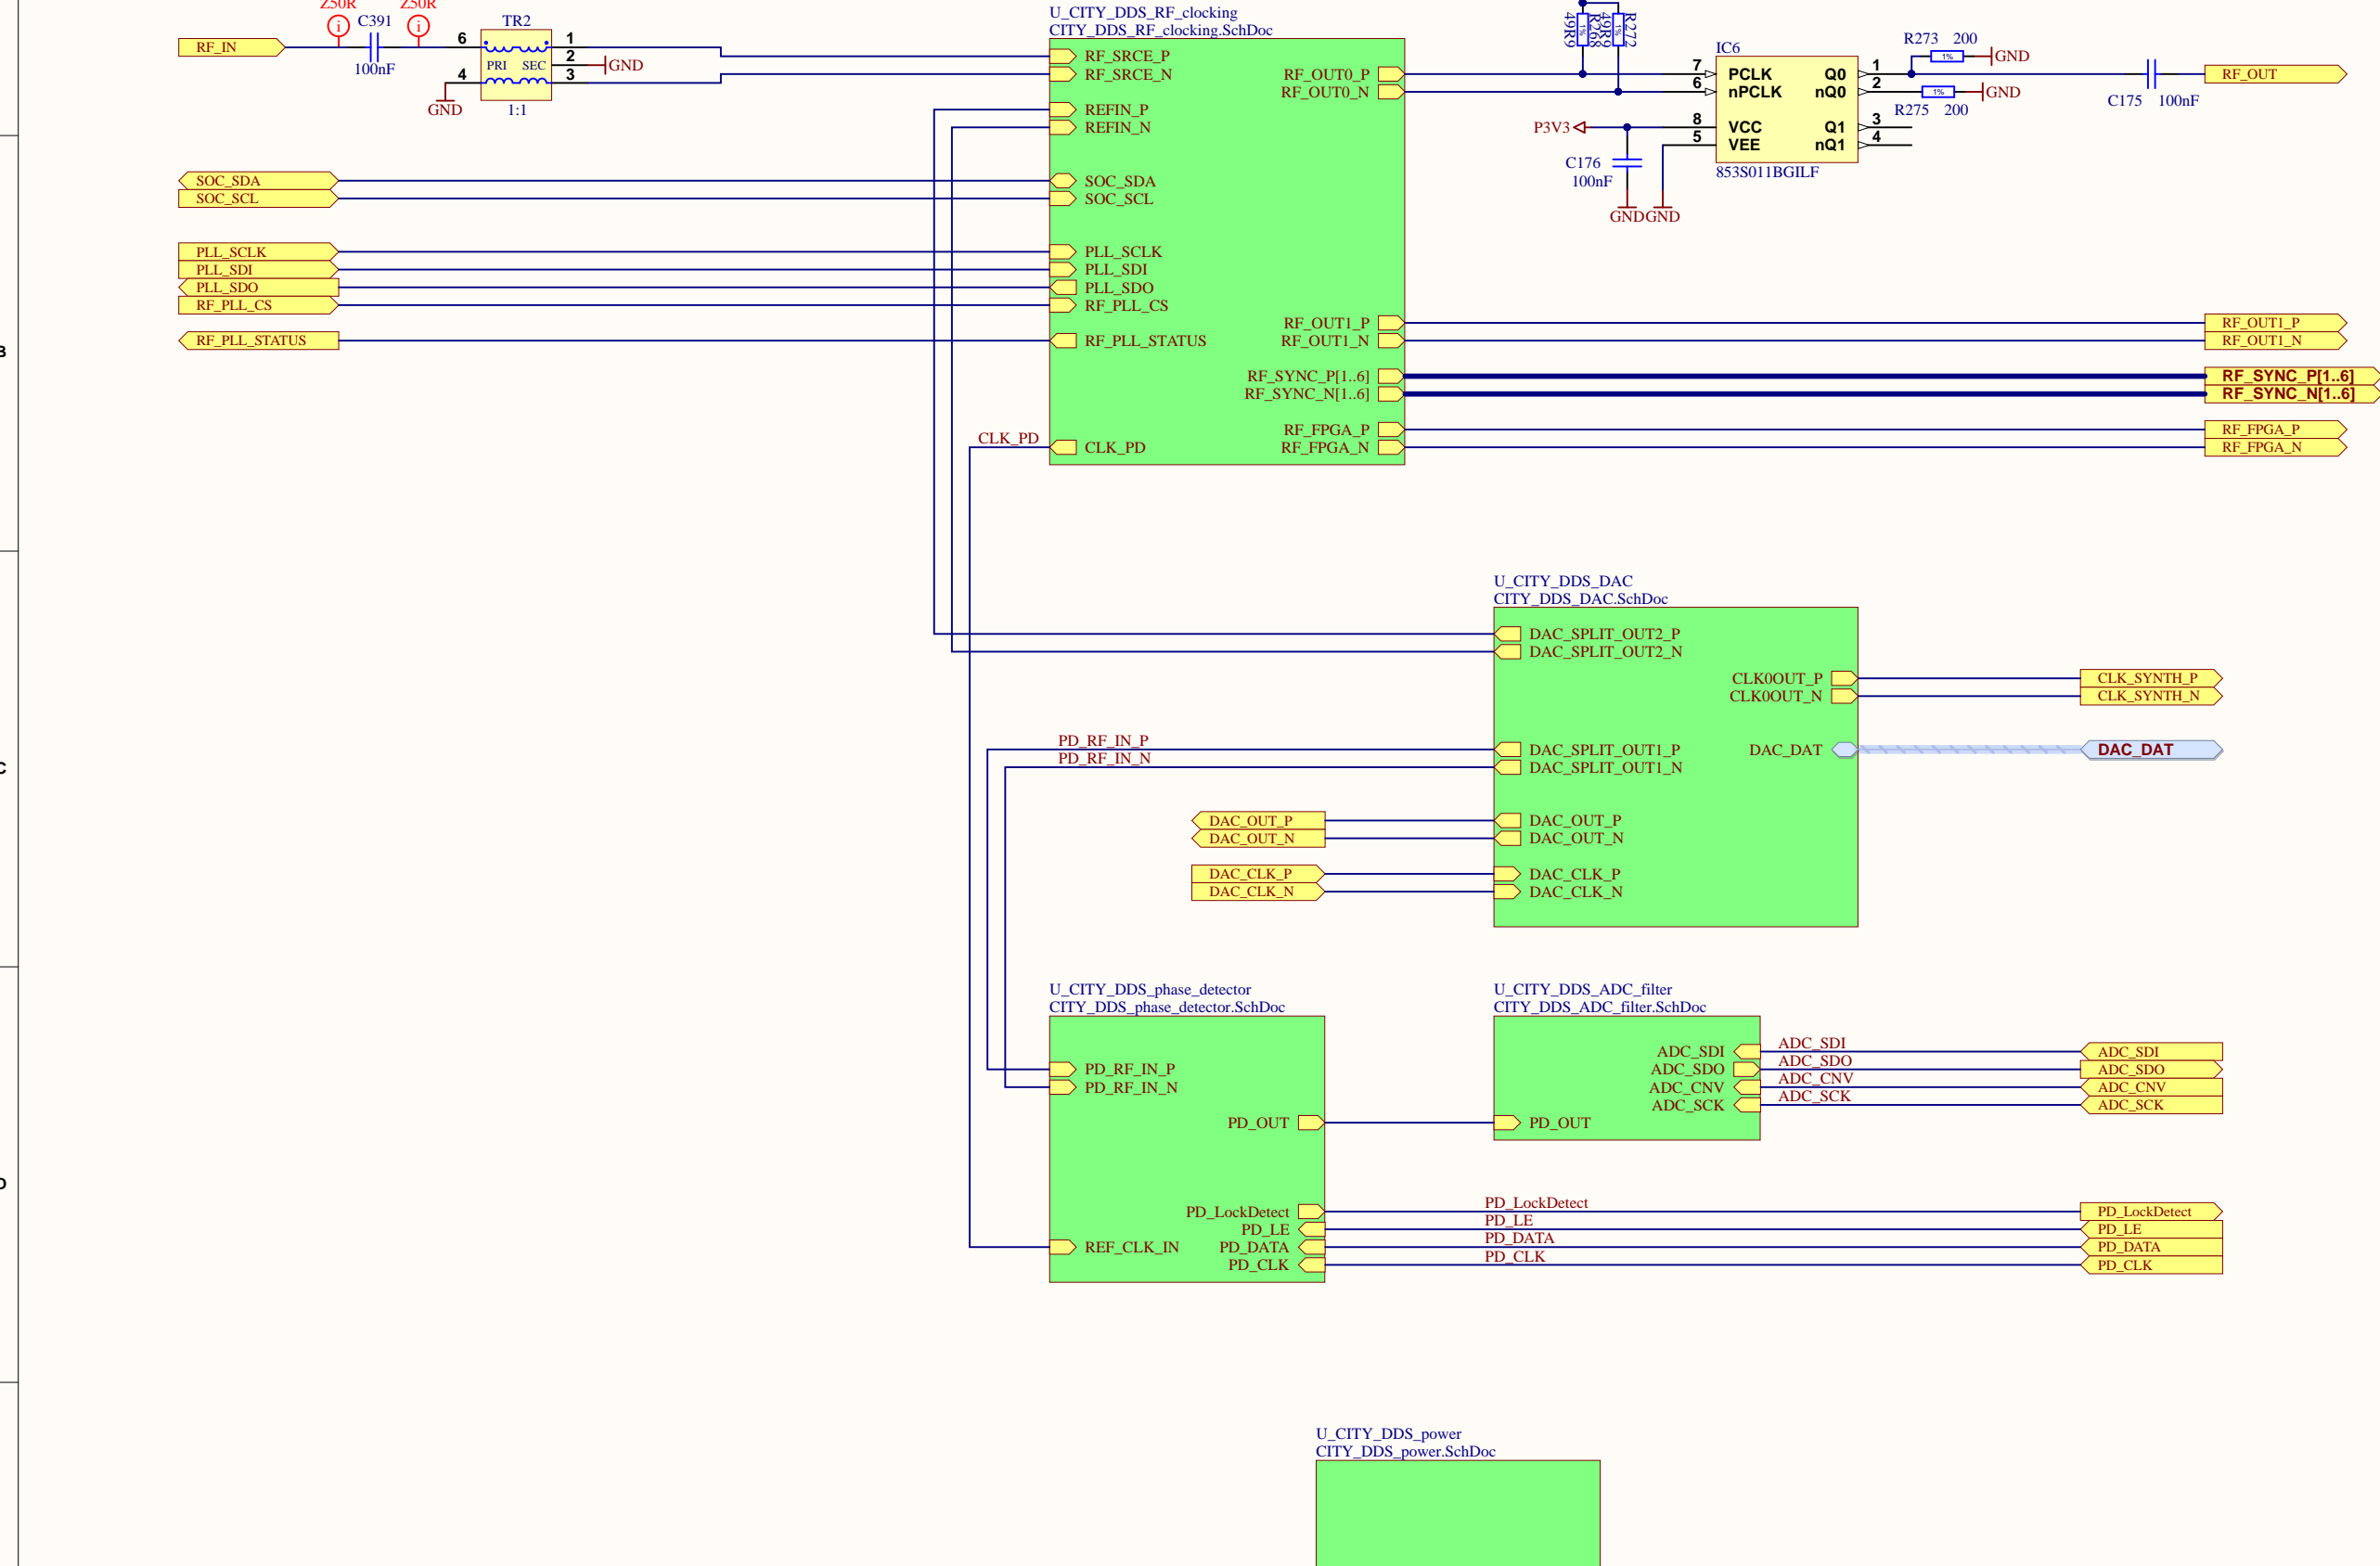 Z50R
C391
Z50R
TR2
RF_IN
100nF
6
4
PRI SEC
1
2
3
GND
GND
1:1
U_CITY_DDS_RF_clocking
CITY_DDS_RF_clocking.SchDoc
RF_SRCE_P
RF_SRCE_N
REFIN_P
REFIN_N
SOC_SDA
SOC_SCL
SOC_SDA
SOC_SCL
PLL_SCLK
PLL_SDI
PLL_SDO
RF_PLL_CS
RF_PLL_STATUS
PLL_SCLK
PLL_SDI
PLL_SDO
RF_PLL_CS
RF_PLL_STATUS
CLK_PD
CLK_PD
RF_OUT0_P
RF_OUT0_N
RF_OUT1_P
RF_OUT1_N
RF_SYNC_P[1..6]
RF_SYNC_N[1..6]
RF_FPGA_P
RF_FPGA_N
R268
49R9
1%
R272
49R9
1%
IC6
7
6
8
5
PCLK
nPCLK
VCC
VEE
Q0
nQ0
Q1
nQ1
1
2
3
4
853S011BGILF
P3V3
C176
100nF
GND
GND
R273 200
1%
GND
R275 200
1%
GND
C175 100nF
RF_OUT
RF_OUT1_P
RF_OUT1_N
RF_SYNC_P[1..6]
RF_SYNC_N[1..6]
RF_FPGA_P
RF_FPGA_N
B
U_CITY_DDS_DAC
CITY_DDS_DAC.SchDoc
DAC_SPLIT_OUT2_P
DAC_SPLIT_OUT2_N
CLK0OUT_P
CLK0OUT_N
CLK_SYNTH_P
CLK_SYNTH_N
PD_RF_IN_P
PD_RF_IN_N
DAC_SPLIT_OUT1_P
DAC_SPLIT_OUT1_N
DAC_DAT
DAC_DAT
C
DAC_OUT_P
DAC_OUT_N
DAC_OUT_P
DAC_OUT_N
DAC_CLK_P
DAC_CLK_N
DAC_CLK_P
DAC_CLK_N
U_CITY_DDS_phase_detector
CITY_DDS_phase_detector.SchDoc
PD_RF_IN_P
PD_RF_IN_N
PD_OUT
PD_LockDetect
PD_LE
REF_CLK_IN
PD_DATA
PD_CLK
U_CITY_DDS_ADC_filter
CITY_DDS_ADC_filter.SchDoc
ADC_SDI
ADC_SDO
ADC_CNV
ADC_SCK
PD_OUT
ADC_SDI
ADC_SDO
ADC_CNV
ADC_SCK
ADC_SDI
ADC_SDO
ADC_CNV
ADC_SCK
D
PD_LockDetect
PD_LE
PD_DATA
PD_CLK
PD_LockDetect
PD_LE
PD_DATA
PD_CLK
U_CITY_DDS_power
CITY_DDS_power.SchDoc